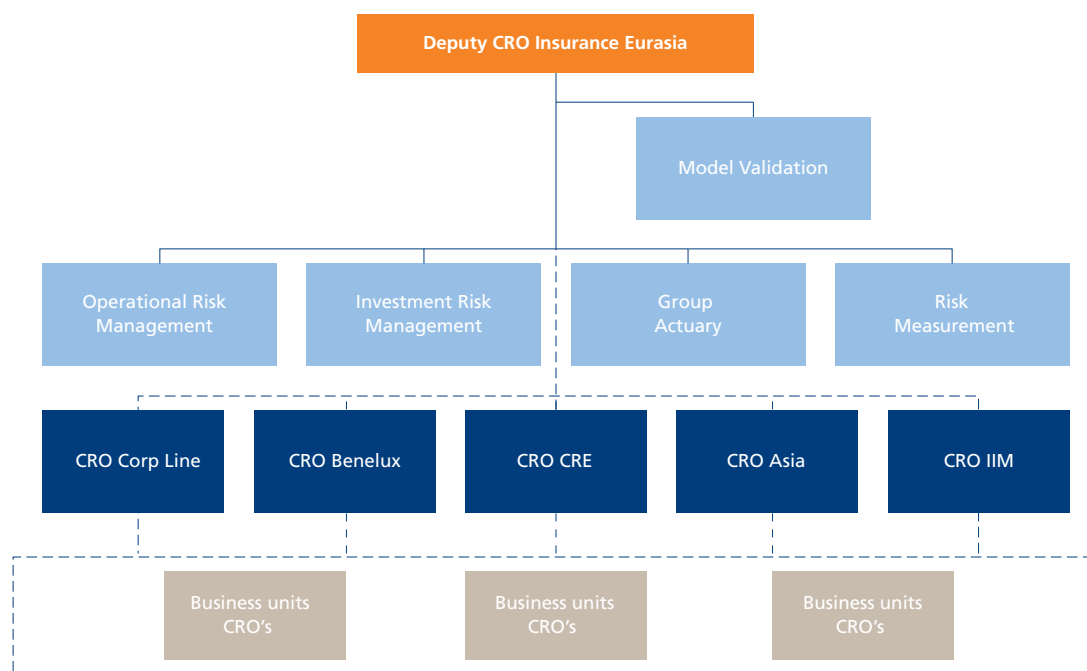 Deputy CRO Insurance Eurasia
Model Validation
Operational Risk
Management
Investment Risk
Management
Group
Actuary
Risk
Measurement
CRO Corp Line
CRO Benelux
CRO CRE
CRO Asia
CRO IIM
Business units
CRO's
Business units
CRO's
Business units
CRO's